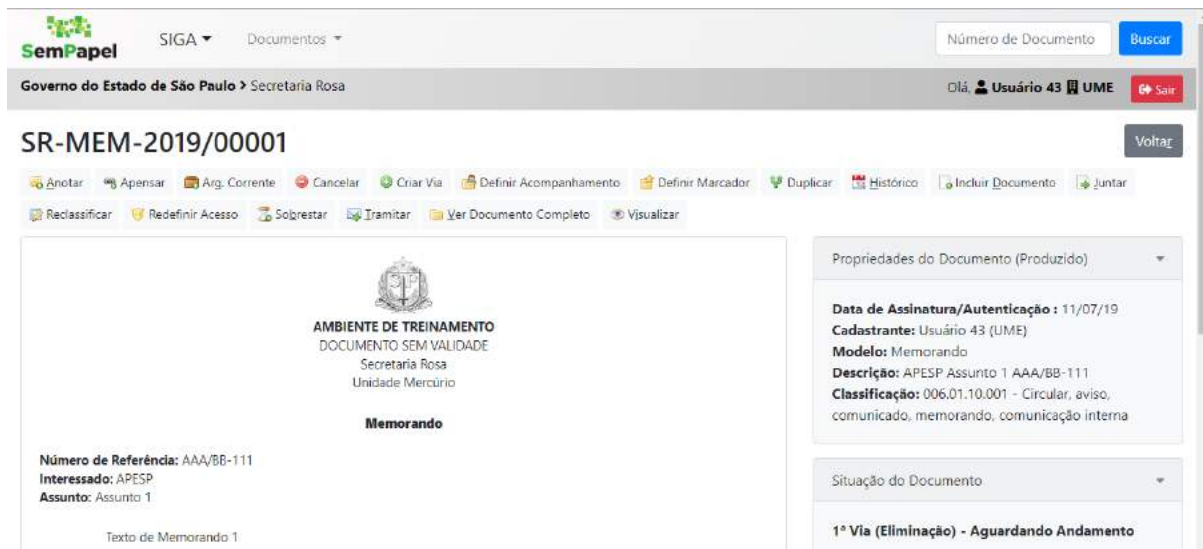 SemPapel
SIGA
Documentos
Número de Documento
Buscar
Governo do Estado de São Paulo > Secretaria Rosa
Olá, Usuário 43 UME
Sair
SR-MEM-2019/00001
Voltar
Anotar Apensar Arq. Corrente Cancelar Criar Via Definir Acompanhamento Definir Marcador Duplicar Histórico Incluir Documento Juntar
Reclassificar Redefinir Acesso Sobrestar Tramitar Ver Documento Completo Visualizar
AMBIENTE DE TREINAMENTO
DOCUMENTO SEM VALIDADE
Secretaria Rosa
Unidade Mercúrio
Memorando
Número de Referência: AAA/BB-111
Interessado: APESP
Assunto: Assunto 1
Texto de Memorando 1
Propriedades do Documento (Produzido)
Data de Assinatura/Autenticação : 11/07/19
Cadastrante: Usuário 43 (UME)
Modelo: Memorando
Descrição: APESP Assunto 1 AAA/BB-111
Classificação: 006.01.10.001 - Circular, aviso,
comunicado, memorando, comunicação interna
Situação do Documento
1ª Via (Eliminação) - Aguardando Andamento